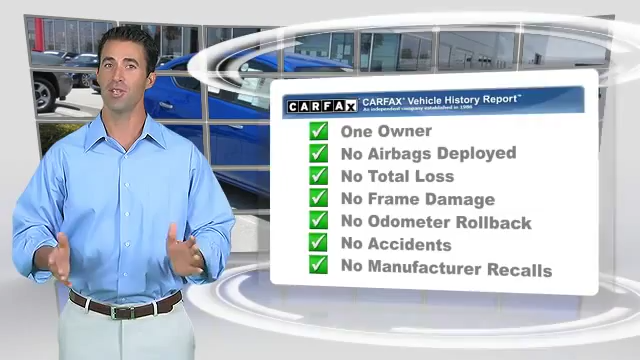 CARFAX CARFAX® Vehicle History Report™
An independent company established in 1986
One Owner
No Airbags Deployed
No Total Loss
No Frame Damage
No Odometer Rollback
No Accidents
No Manufacturer Recalls